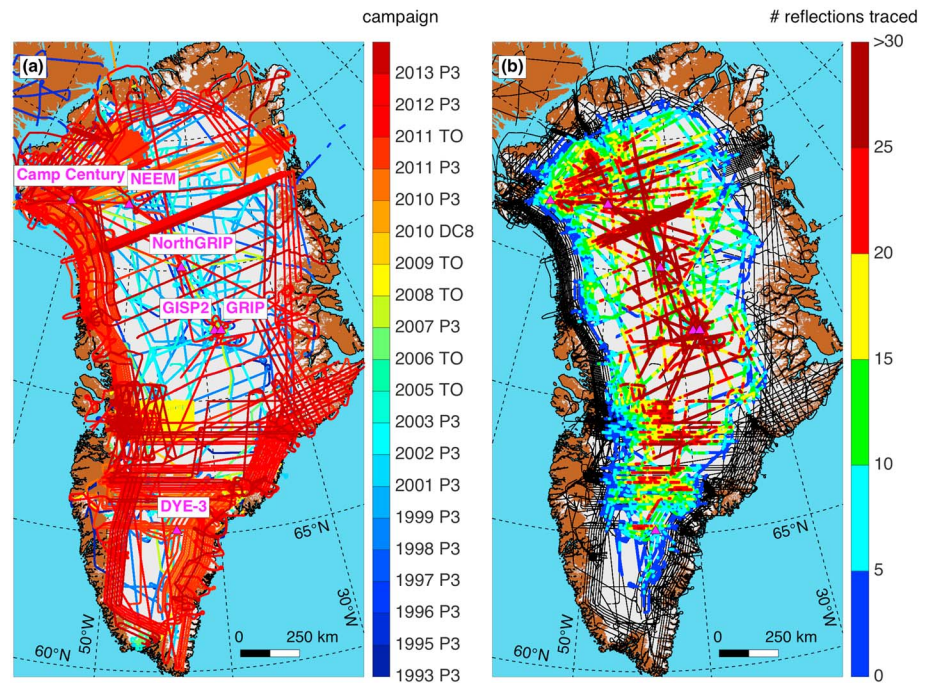 campaign
# reflections traced
(a)
Camp Century
NEEM
NorthGRIP
GISP2
GRIP
DYE-3
65°N
30°W
60°N
50°W
0
250 km
2013 P3
2012 P3
2011 TO
2011 P3
2010 P3
2010 DC8
2009 TO
2008 TO
2007 P3
2006 TO
2005 TO
2003 P3
2002 P3
2001 P3
1999 P3
1998 P3
1997 P3
1996 P3
1995 P3
1993 P3
(b)
65°N
30°W
60°N
50°W
0
250 km
>30
25
20
15
10
5
0